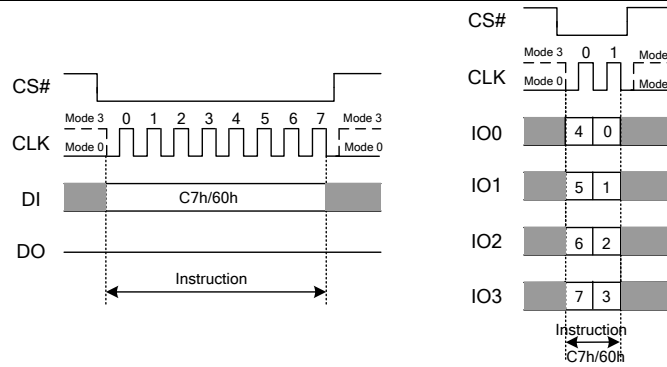 CS#
Mode 3 0 1 2 3 4 5 6 7 Mode 3
CLK
Mode 0 Mode 0
DI C7h/60h
DO
Instruction
CS#
Mode 3 0 1 Mode
CLK
Mode 0 Mode
IO0 4 0
IO1 5 1
IO2 6 2
IO3 7 3
Instruction
C7h/60h